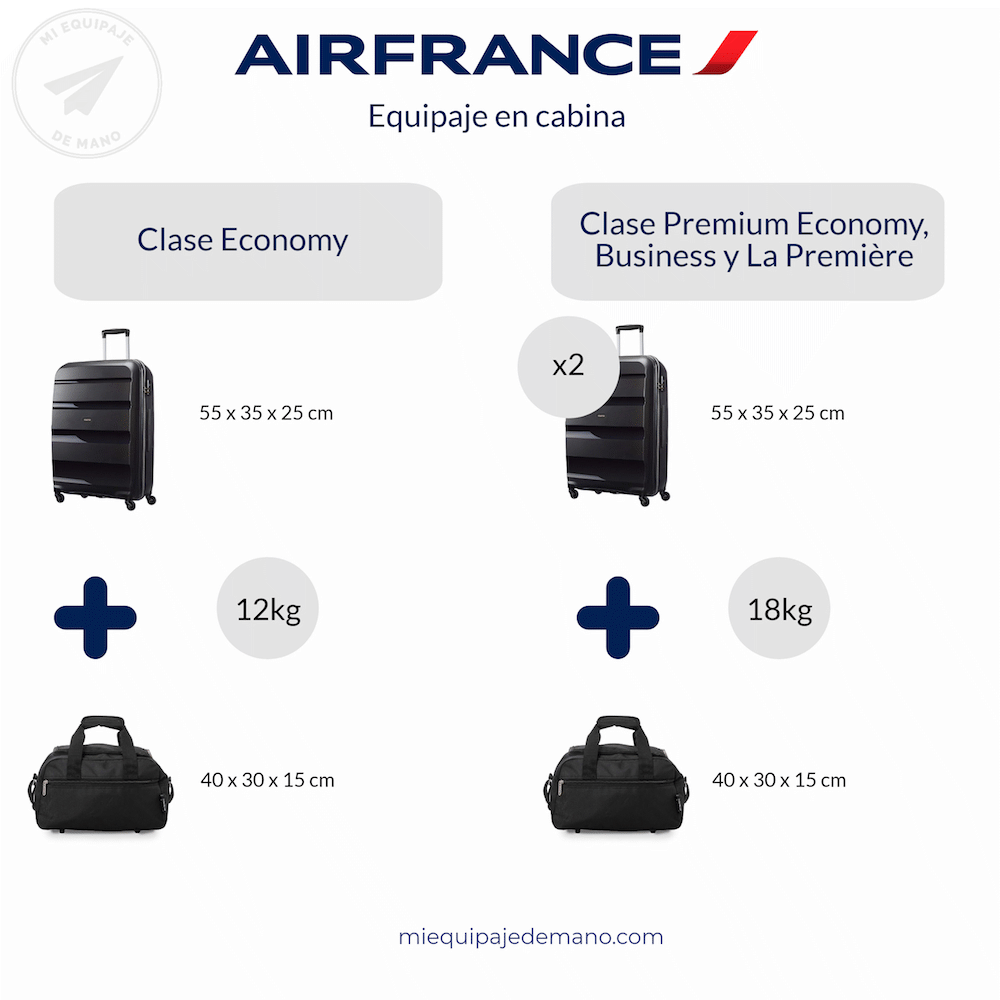 MI EQUIPAJE
DE MANO
AIRFRANCE
Equipaje en cabina
Clase Economy
Clase Premium Economy,
Business y La Première
x2
55 x 35 x 25 cm
55 x 35 x 25 cm
12kg
18kg
40 x 30 x 15 cm
40 x 30 x 15 cm
miequipajedemano.com